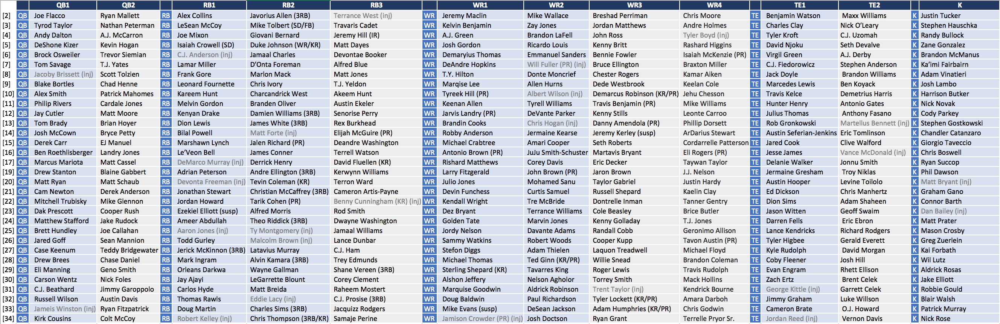 QB1 QB2 RB1 RB2 RB3 WR1 WR2 WR3 WR4 TE1 TE2 K
[2] QB Joe Flacco Ryan Mallett RB Alex Collins Javorius Allen (3RB) Terrance West (inj) WR Jeremy Maclin Mike Wallace Breshad Perriman Chris Moore TE Benjamin Watson Maxx Williams K Justin Tucker
[3] QB Tyrod Taylor Nathan Peterman RB LeSean McCoy Mike Tolbert (SD/FB) Travaris Cadet WR Kelvin Benjamin Zay Jones Jordan Matthews Andre Holmes TE Charles Clay Nick O’Leary K Stephen Hauschka
[4] QB Andy Dalton A.J. McCarron RB Joe Mixon Giovani Bernard Jeremy Hill (IR) WR A.J. Green Brandon LaFell John Ross Tyler Boyd (inj) TE Tyler Kroft C.J. Uzomah K Randy Bullock
[5] QB DeShone Kizer Kevin Hogan RB Isaiah Crowell (SD) Duke Johnson (WR/KR) Matt Dayes WR Josh Gordon Ricardo Louis Kenny Britt Rashard Higgins TE David Njoku Seth Devalve K Zane Gonzalez
[6] QB Brock Osweiler Trevor Siemian RB C.J. Anderson (inj) Jamaal Charles Devontae Booker WR Demaryius Thomas Emmanuel Sanders Bennie Fowler Isaiah McKenzie (PR) TE Virgil Green A.J. Derby K Brandon McManus
[7] QB Tom Savage T.J. Yates RB Lamar Miller D’Onta Foreman Alfred Blue WR DeAndre Hopkins Will Fuller (PR) (inj) Bruce Ellington Braxton Miller TE C.J. Fiedorowicz Stephen Anderson K Ka’imi Fairbairn
[8] QB Jacoby Brissett (inj) Scott Tolzien RB Frank Gore Marlon Mack Matt Jones WR T.Y. Hilton Donte Moncrief Chester Rogers Kamar Aiken TE Jack Doyle Brandon Williams K Adam Vinatieri
[9] QB Blake Bortles Chad Henne RB Leonard Fournette Chris Ivory T.J. Yeldon WR Marqise Lee Allen Hurns Dede Westbrook Keelan Cole TE Marcedes Lewis Ben Koyack K Josh Lambo
[10] QB Alex Smith Patrick Mahomes RB Kareem Hunt Charcandrick West Akeem Hunt WR Tyreek Hill (PR) Albert Wilson (inj) Demarcus Robinson (KR/PR) Jehu Chesson TE Travis Kelce Demetrius Harris K Harrison Butker
[11] QB Philip Rivers Cardale Jones RB Melvin Gordon Branden Oliver Austin Ekeler WR Keenan Allen Tyrell Williams Travis Benjamin (PR) Mike Williams TE Hunter Henry Antonio Gates K Nick Novak
[12] QB Jay Cutler Matt Moore RB Kenyan Drake Damien Williams (3RB) Senorise Perry WR Jarvis Landry (PR) DeVante Parker Kenny Stills Leonte Carroo TE Julius Thomas Anthony Fasano K Cody Parkey
[13] QB Tom Brady Brian Hoyer RB Dion Lewis James White (3RB) Rex Burkhead WR Brandin Cooks Chris Hogan (inj) Danny Amendola (PR) Phillip Dorsett TE Rob Gronkowski Martellus Bennett (inj) K Stephen Gostkowski
[14] QB Josh McCown Bryce Petty RB Bilal Powell Matt Forte (inj) Elijah McGuire (PR) WR Robby Anderson Jermaine Kearse Jeremy Kerley (susp) ArDarius Stewart TE Austin Seferian-Jenkins Eric Tomlinson K Chandler Catanzaro
[15] QB Derek Carr EJ Manuel RB Marshawn Lynch Jalen Richard (PR) Deandre Washington WR Michael Crabtree Amari Cooper Seth Roberts Cordarrelle Patterson TE Jared Cook Clive Walford K Giorgio Taveccio
[16] QB Ben Roethlisberger Landry Jones RB Le’Veon Bell James Conner Terrell Watson WR Antonio Brown (PR) JuJu Smith-Schuster Martavis Bryant Eli Rogers (PR) TE Jesse James Vance McDonald (inj) K Chris Boswell
[17] QB Marcus Mariota Matt Cassel RB DeMarco Murray (inj) Derrick Henry David Fluellen (KR) WR Rishard Matthews Corey Davis Eric Decker Taywan Taylor TE Delanie Walker Jonnu Smith K Ryan Succop
[19] QB Drew Stanton Blaine Gabbert RB Adrian Peterson Andre Ellington (3RB) Kerwynn Williams WR Larry Fitzgerald John Brown (PR) Jaron Brown J.J. Nelson TE Jermaine Gresham Troy Niklas K Phil Dawson
[20] QB Matt Ryan Matt Schaub RB Devonta Freeman (inj) Tevin Coleman (KR) Terron Ward WR Julio Jones Mohamed Sanu Taylor Gabriel Justin Hardy TE Austin Hooper Levine Toilolo K Matt Bryant (inj)
[21] QB Cam Newton Derek Anderson RB Jonathan Stewart Christian McCaffrey (3RB) Cameron Artis-Payne WR Devin Funchess Curtis Samuel Russell Shepard Kaelin Clay TE Ed Dickson Chris Manhertz K Graham Gano
[22] QB Mitchell Trubisky Mike Glennon RB Jordan Howard Tarik Cohen (PR) Benny Cunningham (KR) (inj) WR Kendall Wright Tre McBride Dontrelle Inman Tanner Gentry TE Dion Sims Adam Shaheen K Connor Barth
[23] QB Dak Prescott Cooper Rush RB Ezekiel Elliott (susp) Alfred Morris Rod Smith WR Dez Bryant Terrance Williams Cole Beasley Brice Butler TE Jason Witten Geoff Swaim K Dan Bailey (inj)
[24] QB Matthew Stafford Jake Rudock RB Ameer Abdullah Theo Riddick (3RB) Dwayne Washington WR Golden Tate Marvin Jones Kenny Golladay T.J. Jones TE Darren Fells Eric Ebron K Matt Prater
[25] QB Brett Hundley Joe Callahan RB Aaron Jones (inj) Ty Montgomery (inj) Jamaal Williams WR Jordy Nelson Davante Adams Randall Cobb Geronimo Allison TE Lance Kendricks Richard Rodgers K Mason Crosby
[26] QB Jared Goff Sean Mannion RB Todd Gurley Malcolm Brown (inj) Lance Dunbar WR Sammy Watkins Robert Woods Cooper Kupp Tavon Austin (PR) TE Tyler Higbee Gerald Everett K Greg Zuerlein
[27] QB Case Keenum Teddy Bridgewater RB Jerick McKinnon (3RB) Latavius Murray C.J. Ham WR Stefon Diggs Adam Thielen Laquon Treadwell Michael Floyd TE Kyle Rudolph David Morgan K Kai Forbath
[28] QB Drew Brees Chase Daniel RB Mark Ingram Alvin Kamara (3RB) Trey Edmunds WR Michael Thomas Ted Ginn (KR/PR) Willie Snead Brandon Coleman TE Coby Fleener Josh Hill K Wil Lutz
[29] QB Eli Manning Geno Smith RB Orleans Darkwa Wayne Gallman Shane Vereen (3RB) WR Sterling Shepard (KR) Tavarres King Roger Lewis Travis Rudolph TE Evan Engram Rhett Ellison K Aldrick Rosas
[30] QB Carson Wentz Nick Foles RB Jay Ajayi LeGarrette Blount Corey Clement WR Alshon Jeffery Nelson Agholor Torrey Smith Mack Hollins TE Zach Ertz Brent Celek K Jake Elliott
[31] QB C.J. Beathard Jimmy Garoppolo RB Carlos Hyde Matt Breida Raheem Mostert WR Marquise Goodwin Aldrick Robinson Trent Taylor (inj) Kendrick Bourne TE George Kittle (inj) Garrett Celek K Robbie Gould
[32] QB Russell Wilson Austin Davis RB Thomas Rawls Eddie Lacy (inj) C.J. Prosise (3RB) WR Doug Baldwin Paul Richardson Tyler Lockett (KR/PR) Amara Darboh TE Jimmy Graham Luke Willson K Blair Walsh
[33] QB Jameis Winston (inj) Ryan Fitzpatrick RB Doug Martin Charles Sims (3RB) Jacquizz Rodgers WR Mike Evans (susp) DeSean Jackson Adam Humphries (KR/PR) Chris Godwin TE Cameron Brate O.J. Howard K Patrick Murray
[34] QB Kirk Cousins Colt McCoy RB Robert Kelley (inj) Chris Thompson (3RB/KR) Samaje Perine WR Jamison Crowder (PR) (inj) Josh Doctson Ryan Grant Terrelle Pryor Sr. TE Jordan Reed (inj) Vernon Davis K Nick Rose